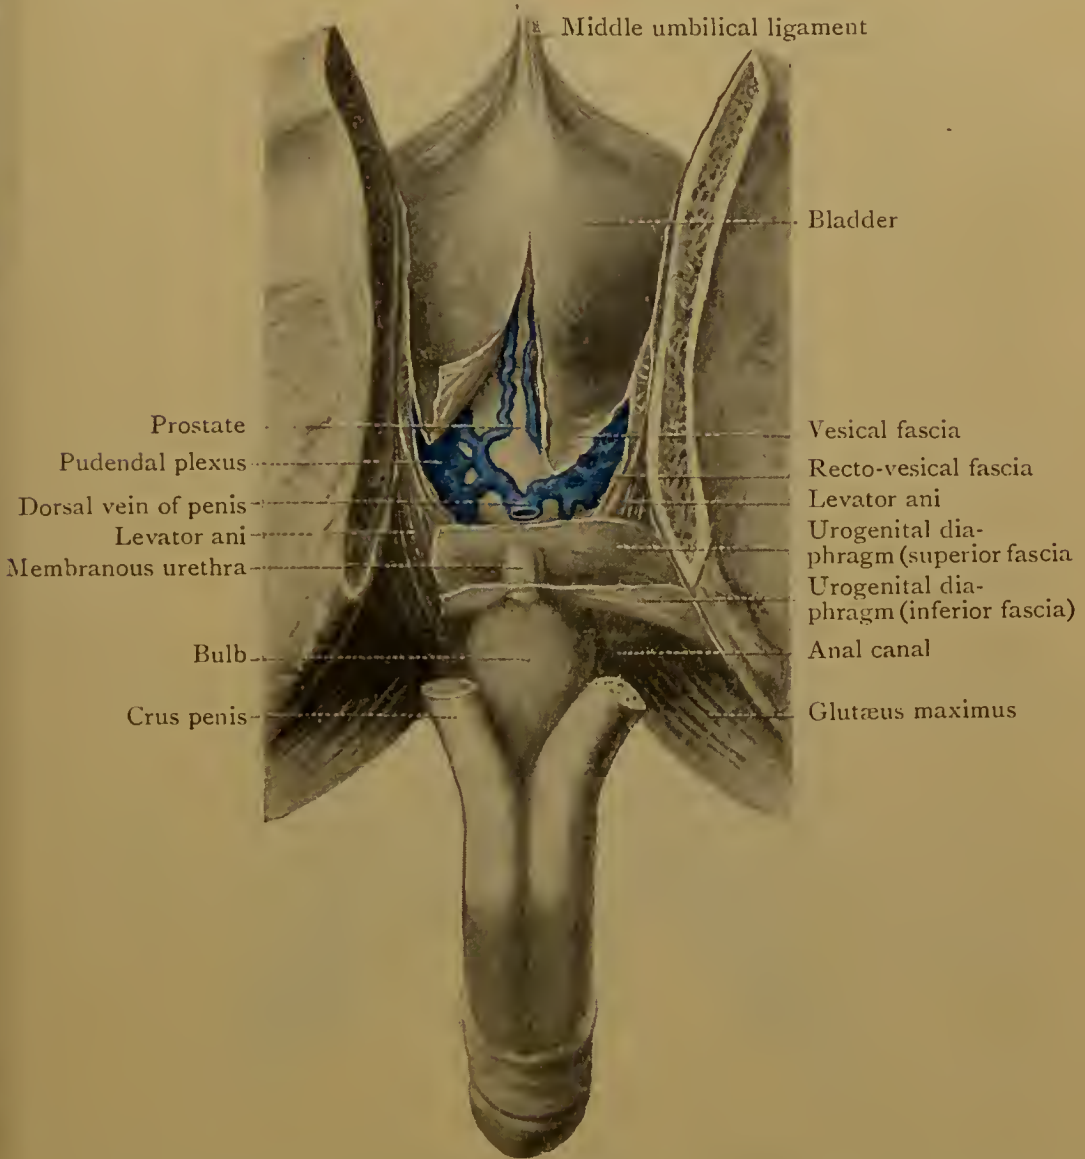 Middle umbilical ligament
Bladder
Prostate
Pudendal plexus
Dorsal vein of penis
Levator ani
Membranous urethra
Bulb
Crus penis
Vesical fascia
Recto-vesical fascia
Levator ani
Urogenital dia-
phragm (superior fascia
Urogenital dia-
phragm (inferior fascia)
Anal canal
Glutæus maximus